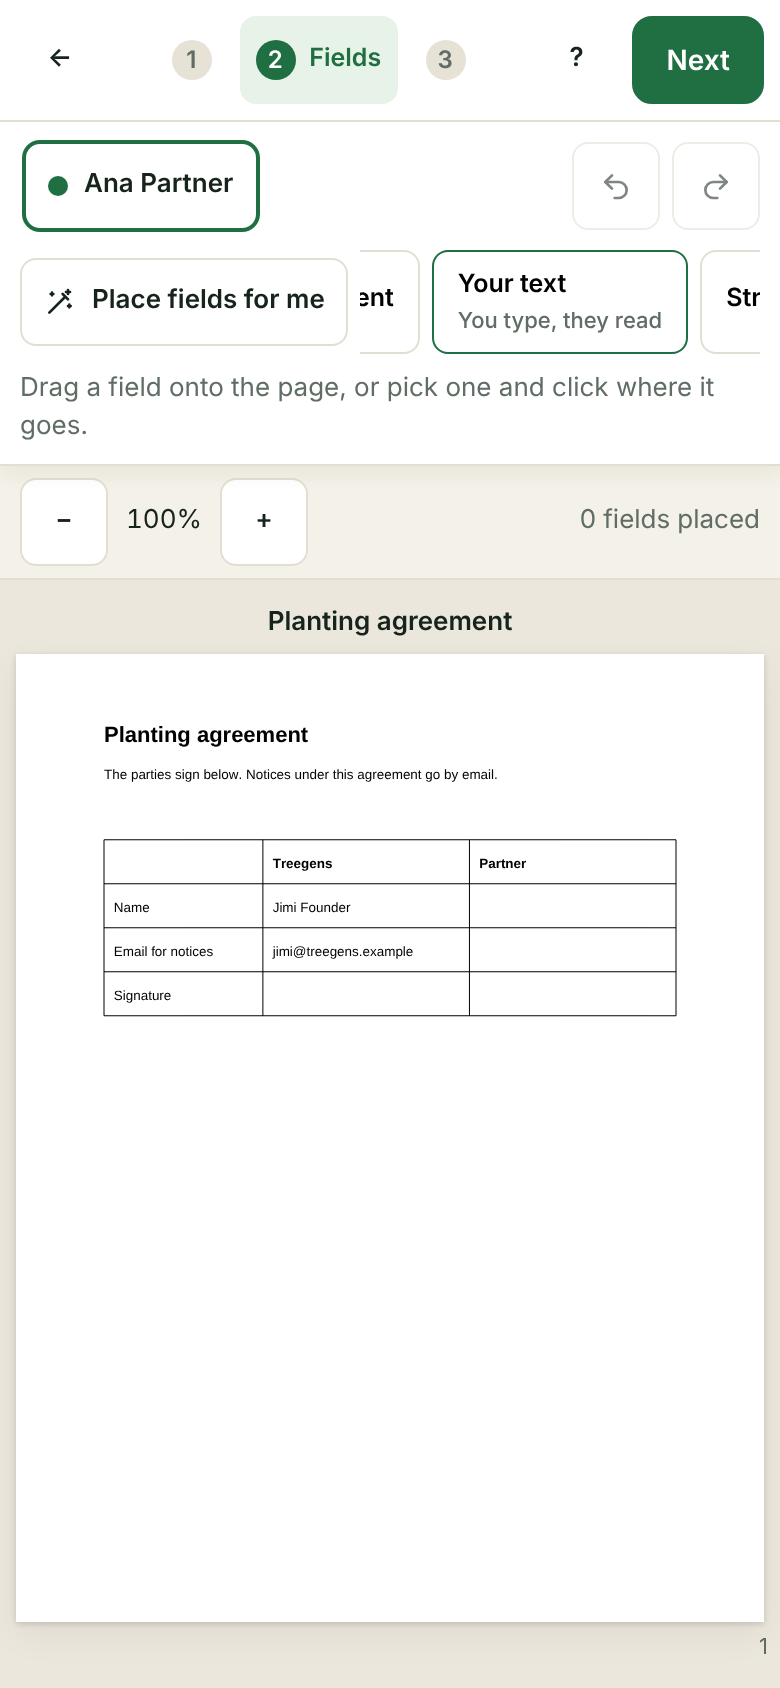 ←
1
2 Fields
3
?
Next
Ana Partner
Place fields for me
ent
Your text
You type, they read
Str
Drag a field onto the page, or pick one and click where it
goes.
−
100%
+
0 fields placed
Planting agreement
Planting agreement
The parties sign below. Notices under this agreement go by email.
Treegens Partner
Name Jimi Founder
Email for notices jimi@treegens.example
Signature
1